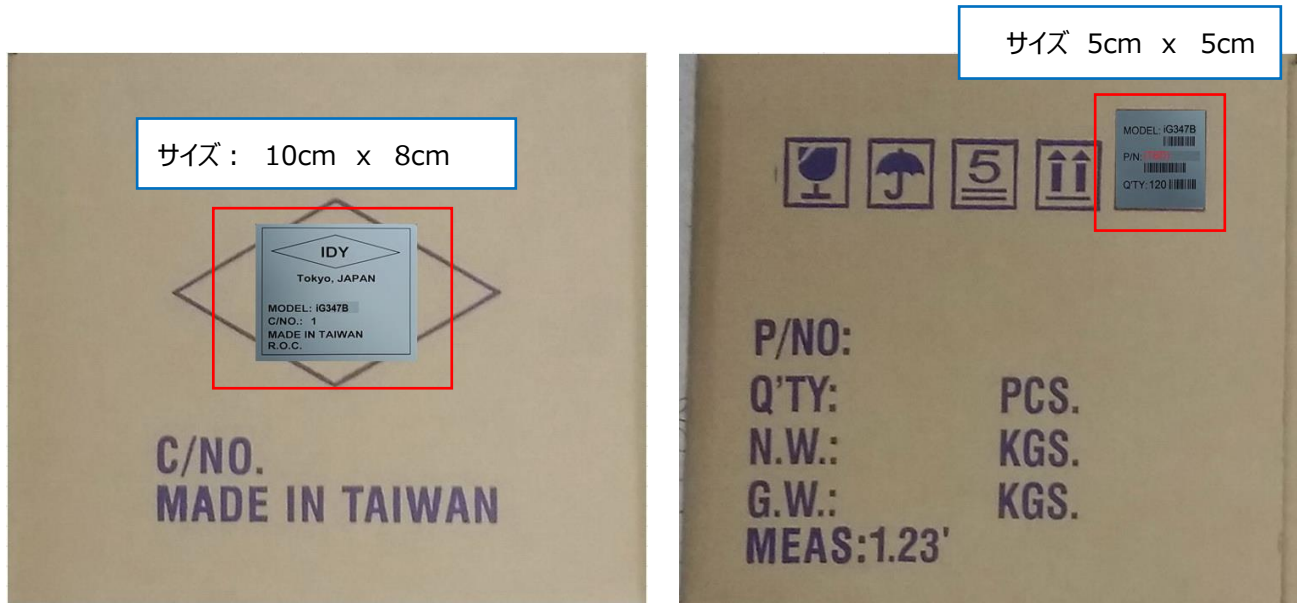 サイズ： 10cm x 8cm
IDY
Tokyo, JAPAN
MODEL: iG347B
C/NO.: 1
MADE IN TAIWAN
R.O.C.
C/NO.
MADE IN TAIWAN
サイズ 5cm x 5cm
MODEL: iG347B
P/N:
Q'TY: 120
5
P/NO:
Q'TY: PCS.
N.W.: KGS.
G.W.: KGS.
MEAS:1.23'